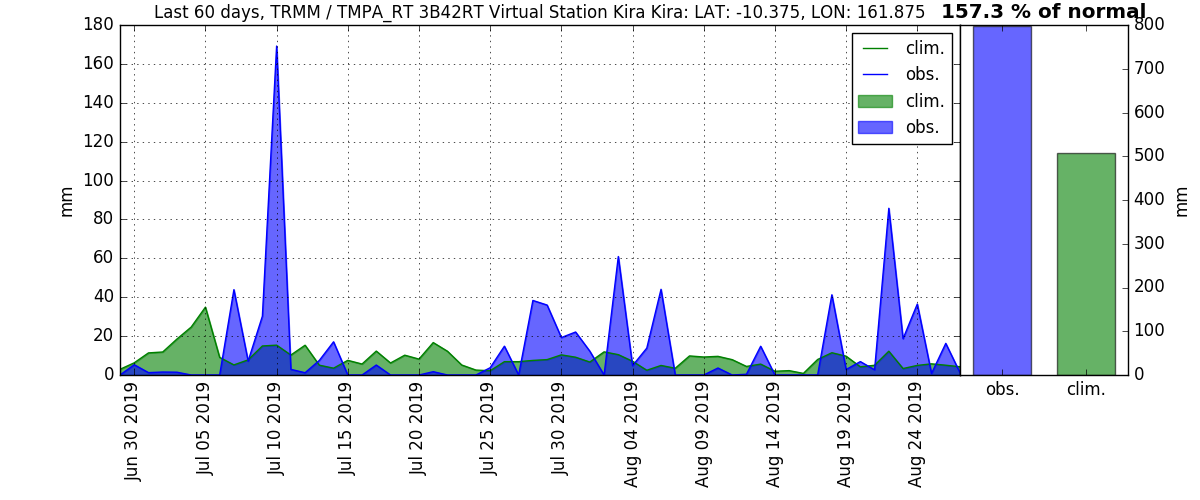 Last 60 days, TRMM / TMPA_RT 3B42RT Virtual Station Kira Kira: LAT: -10.375, LON: 161.875
157.3 % of normal
180
160
140
120
100
80
60
40
20
0
mm
clim.
obs.
clim.
obs.
800
700
600
500
400
300
200
100
0
mm
Jun 30 2019
Jul 05 2019
Jul 10 2019
Jul 15 2019
Jul 20 2019
Jul 25 2019
Jul 30 2019
Aug 04 2019
Aug 09 2019
Aug 14 2019
Aug 19 2019
Aug 24 2019
obs.
clim.